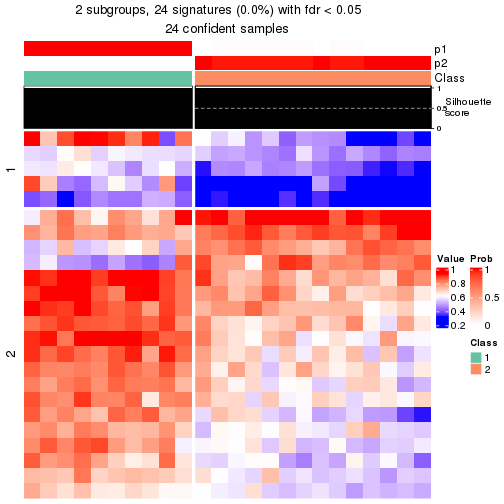 2 subgroups, 24 signatures (0.0%) with fdr < 0.05
24 confident samples
p1
p2
Class
1
0.5
0
Silhouette
score
1
2
Value
1
0.8
0.6
0.4
0.2
Prob
1
0.5
0
Class
1
2